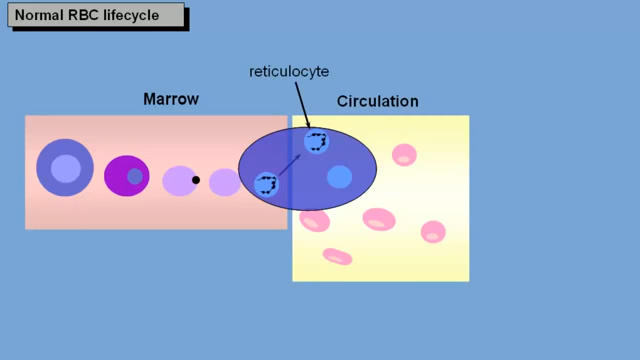 Normal RBC lifecycle
reticulocyte
Marrow
Circulation